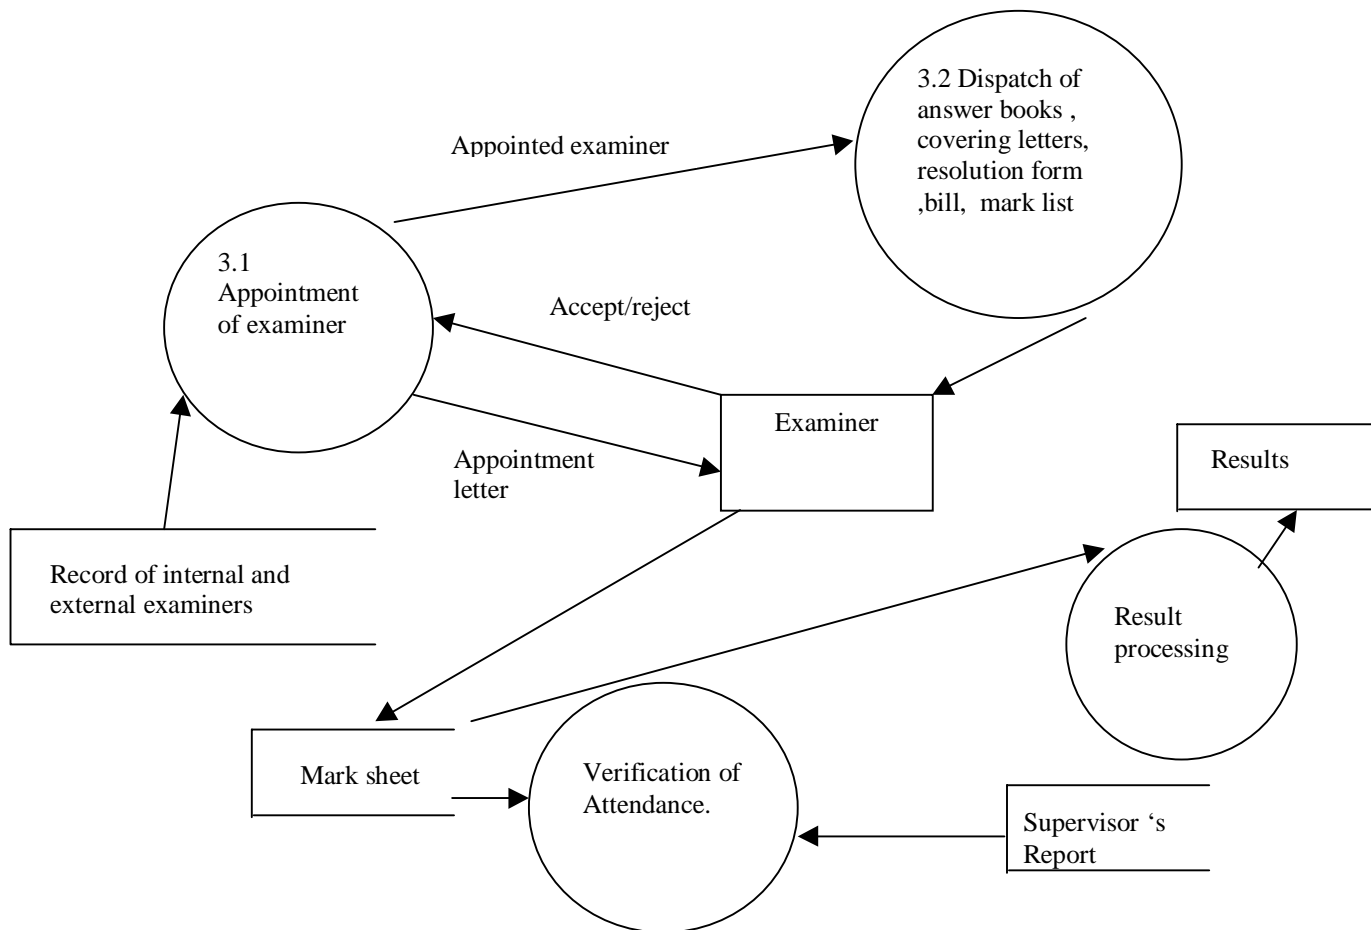 3.2 Dispatch of
answer books ,
covering letters,
resolution form
,bill, mark list
Appointed examiner
3.1
Appointment
of examiner
Accept/reject
Examiner
Appointment
letter
Results
Record of internal and
external examiners
Result
processing
Mark sheet
Verification of
Attendance.
Supervisor ‘s
Report